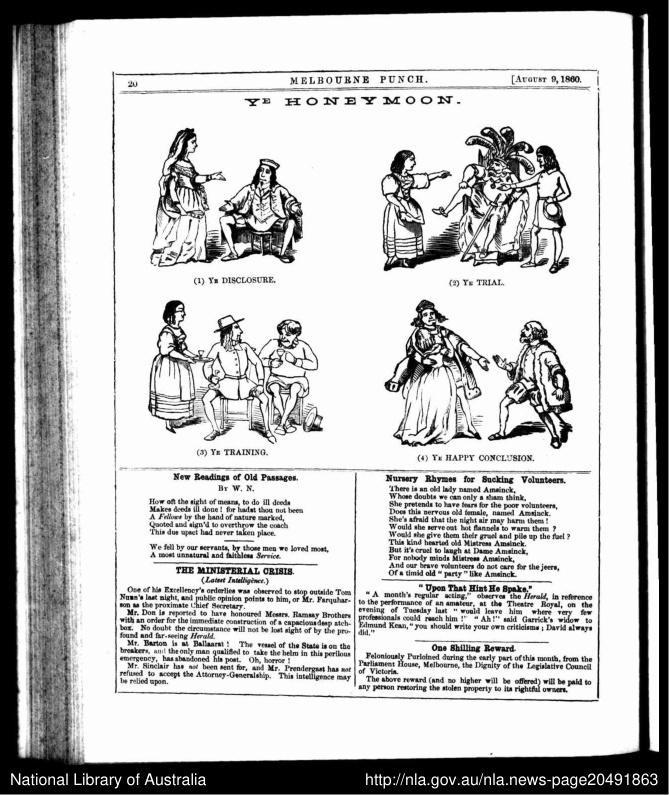 20
MELBOURNE PUNCH.
[AUGUST 9, 1860.
YE HONEYMOON.
(1) YE DISCLOSURE.
(2) YE TRIAL.
(3) YE TRAINING.
(4) YE HAPPY CONCLUSION.
New Readings of Old Passages.
BY W. N.
How oft the sight of means, to do ill deeds
Makes deeds ill done! for hadst thou not been
A Fellows by the hand of nature marked,
Quoted and sign'd to overthrow the coach
This due upset had never taken place.
We fell by our servants, by those men we loved most,
A most unnatural and faithless Service.
THE MINISTERIAL CRISIS.
(Latest Intelligence.)
One of his Excellency's orderlies was observed to stop outside Tom
Nunn's last night, and public opinion points to him, or Mr. Farquhar-
son as the proximate Chief Secretary.
Mr. Don is reported to have honoured Messrs. Ramsay Brothers
with an order for the immediate construction of a capacious deep
box. No doubt the circumstance will not be lost sight of by the pro-
found and far-seeing Herald.
Mr. Barton is at Ballaarat! The vessel of the State is on the
breakers, and the only man qualified to take the helm in this perilous
emergency, has abandoned his post. Oh, horror!
Mr. Sinclair has not been sent for, and Mr. Prendergast has not
refused to accept the Attorney-Generalship. This intelligence may
be relied upon.
Nursery Rhymes for Sucking Volunteers.
There is an old lady named Amsinck,
Whose doubts we can only a sham think,
She pretends to have fears for the poor volunteers,
Does this nervous old female, named Amsinck.
She's afraid that the night air may harm them!
Would she serve out hot flannels to warm them?
Would she give them their gruel and pile up the fuel?
This kind hearted old Mistress Amsinck.
But it's cruel to laugh at Dame Amsinck,
For nobody minds Mistress Amsinck,
And our brave volunteers do not care for the jeers,
Of a timid old "party" like Amsinck.
"Upon That Hint He Spake."
"A month's regular acting," observes the Herald, in reference
to the performance of an amateur, at the Theatre Royal, on the
evening of Tuesday last "would leave him where very few
professionals could reach him!" "Ah!" said Garrick's widow to
Edmund Kean, "you should write your own criticisms; David always
did."
One Shilling Reward.
Feloniously Purloined during the early part of this month, from the
Parliament House, Melbourne, the Dignity of the Legislative Council
of Victoria.
The above reward (and no higher will be offered) will be paid to
any person restoring the stolen property to its rightful owners.
National Library of Australia
http://nla.gov.au/nla.news-page20491863